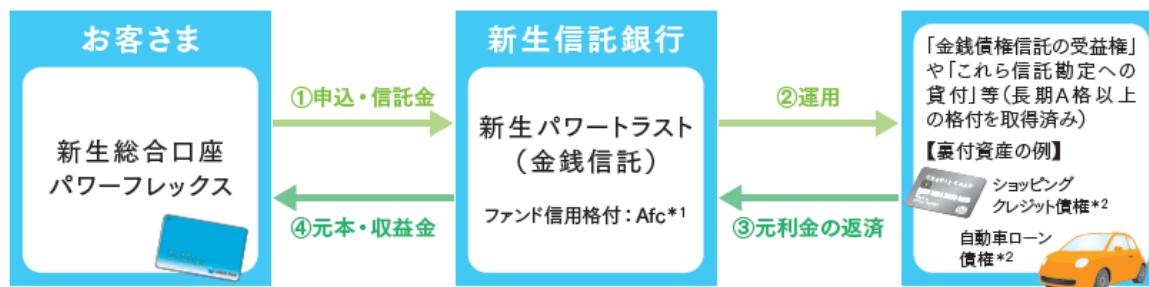 お客さま
新生総合口座
パワーフレックス
①申込・信託金
④元本・収益金
新生信託銀行
新生パワートラスト
（金銭信託）
ファンド信用格付：Afc*1
②運用
③元利金の返済
「金銭債権信託の受益権」
や「これら信託勘定への
貸付」等（長期A格以上
の格付を取得済み）
【裏付資産の例】
CREDIT CARD
ショッピング
クレジット債権*2
自動車ローン
債権*2